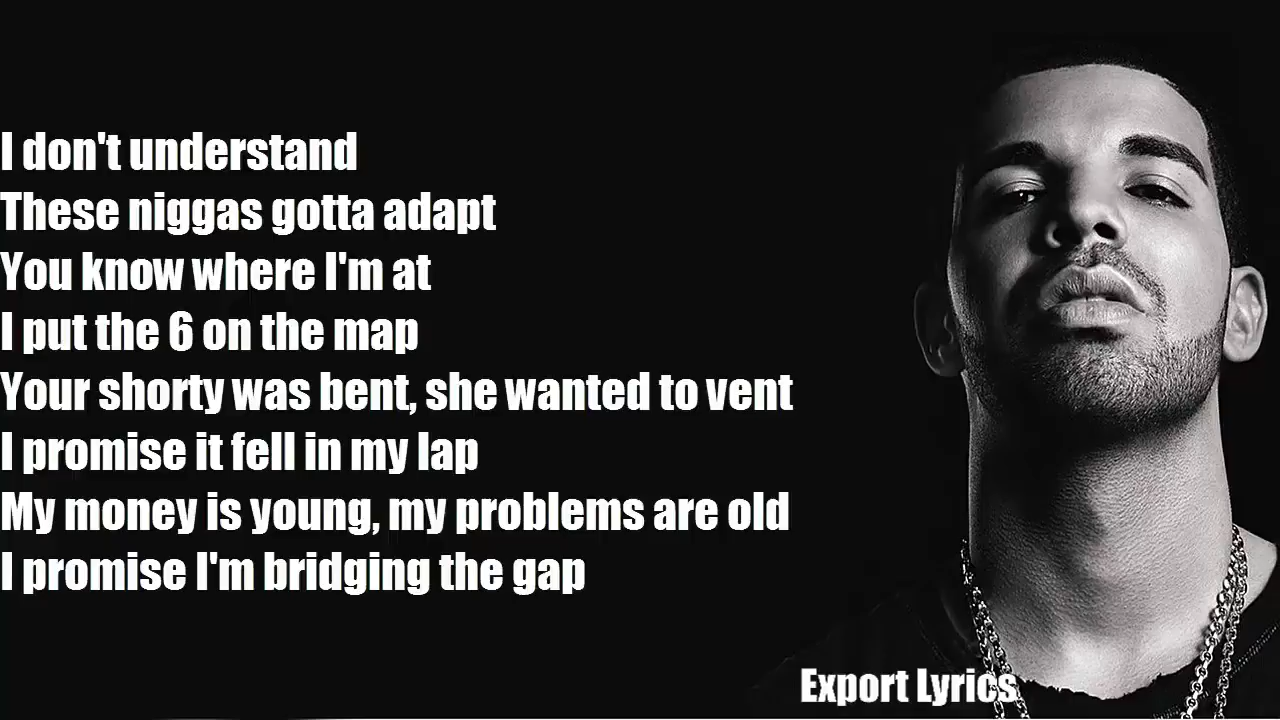 I don't understand
These niggas gotta adapt
You know where I'm at
I put the 6 on the map
Your shorty was bent, she wanted to vent
I promise it fell in my lap
My money is young, my problems are old
I promise I'm bridging the gap
Export Lyrics